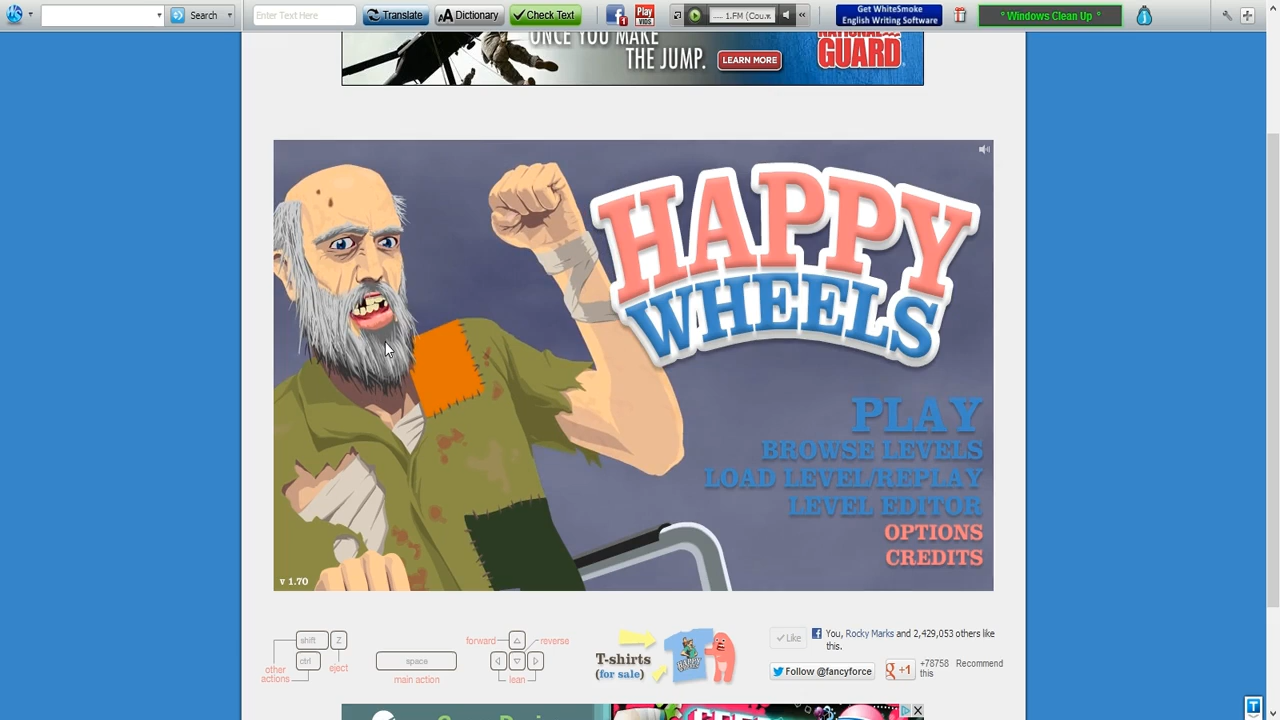 Search
Enter Text Here
Translate
Dictionary
Check Text
Play
VIDS
1.FM (Cou
Get WhiteSmoke
English Writing Software
° Windows Clean Up °
ONCE YOU MAKE
THE JUMP.
LEARN MORE
NATIONAL
GUARD
HAPPY
WHEELS
PLAY
BROWSE LEVELS
LOAD LEVEL/REPLAY
LEVEL EDITOR
OPTIONS
CREDITS
v 1.70
shift
Z
ctrl
other
actions
eject
space
main action
forward
reverse
lean
T-shirts
(for sale)
Like
You, Rocky Marks and 2,429,053 others like
this.
Follow @fancyforce
+1
+78758 Recommend
this